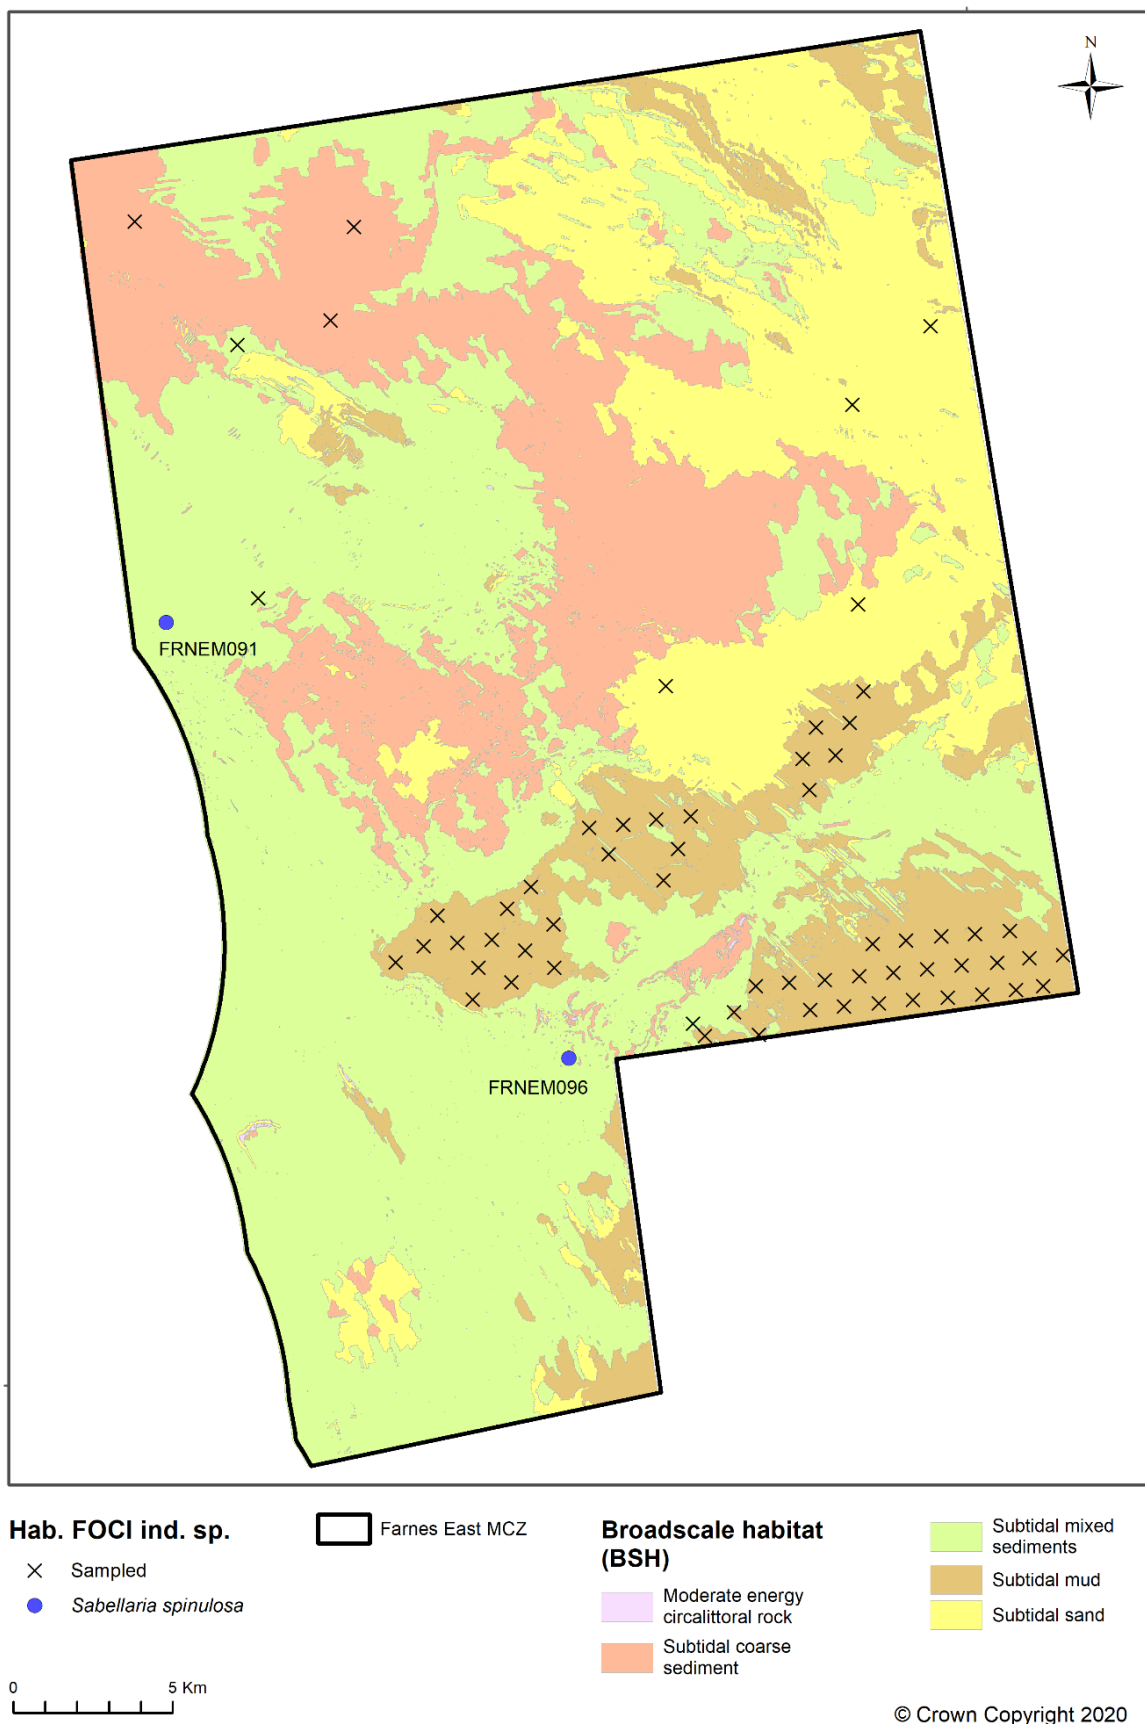 N
FRNEM091
FRNEM096
Hab. FOCI ind. sp.
Sampled
Sabellaria spinulosa
Farnes East MCZ
Broadscale habitat
(BSH)
Moderate energy
circalittoral rock
Subtidal coarse
sediment
Subtidal mixed
sediments
Subtidal mud
Subtidal sand
0 5 Km
© Crown Copyright 2020